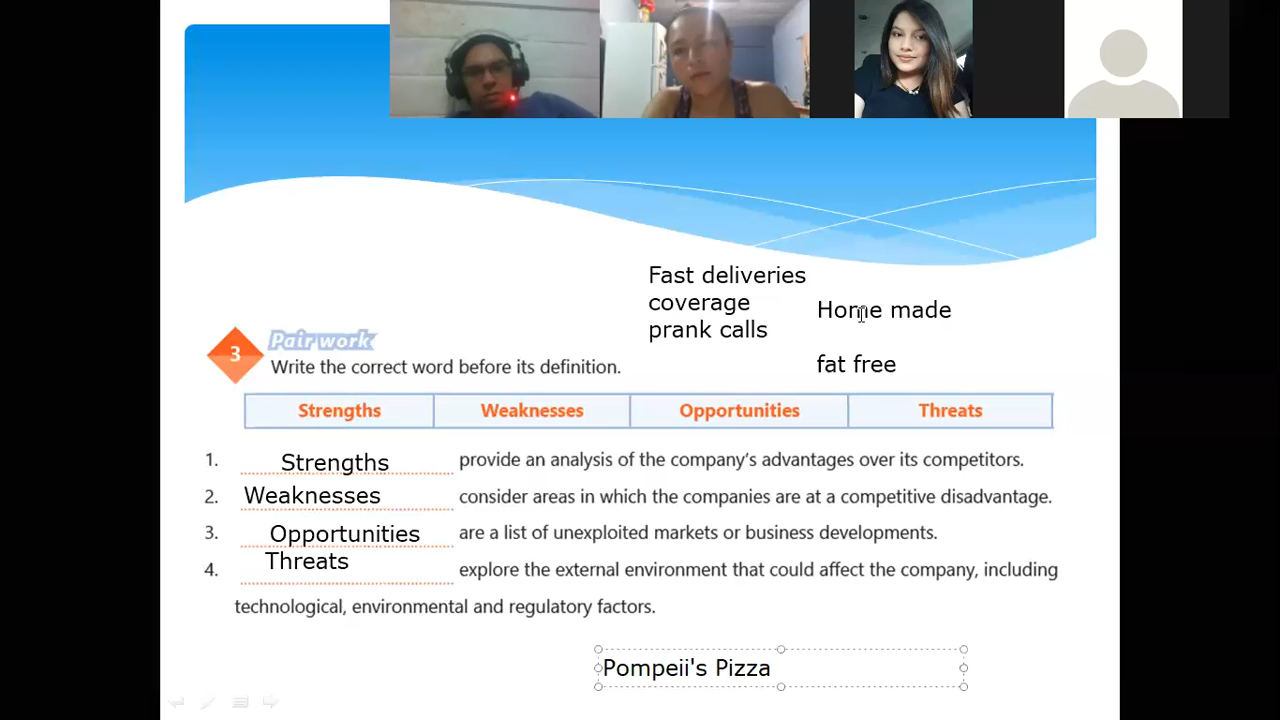 Fast deliveries
coverage
prank calls
Home made
fat free
3
Pair work
Write the correct word before its definition.
Strengths Weaknesses Opportunities Threats
1. Strengths provide an analysis of the company's advantages over its competitors.
2. Weaknesses consider areas in which the companies are at a competitive disadvantage.
3. Opportunities are a list of unexploited markets or business developments.
4. Threats explore the external environment that could affect the company, including
technological, environmental and regulatory factors.
Pompeii's Pizza